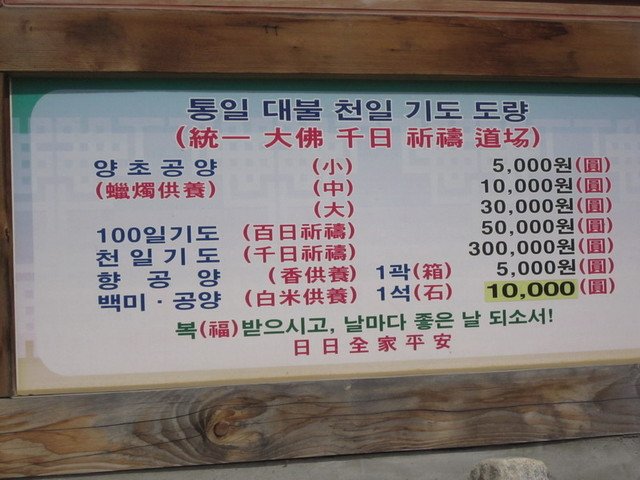 통일 대불 천일 기도 도량
(統一 大佛 千日 祈禱 道场)
양초공양 (小) 5,000원(圓)
(蠟燭供養) (中) 10,000원(圓)
(大) 30,000원(圓)
100일기도 (百日祈禱) 50,000원(圓)
천일기도 (千日祈禱) 300,000원(圓)
향 공양 (香供養) 1곽(箱) 5,000원(圓)
백미·공양 (白米供養) 1석(石) 10,000(圓)
복(福)받으시고, 날마다 좋은 날 되소서!
日日全家平安